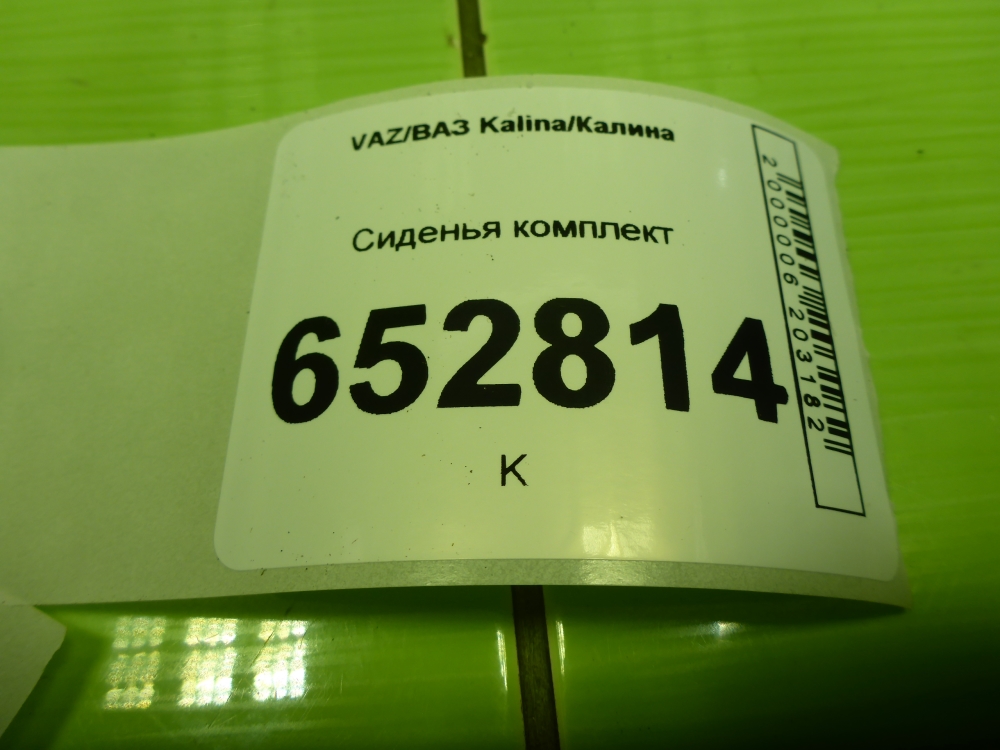 VAZ/ВАЗ Kalina/Калина
Сиденья комплект
652814
К
2000006203182